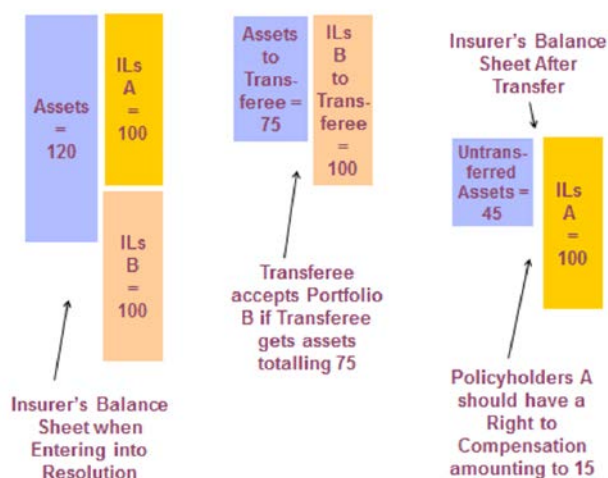 Assets
=
120
ILs
A
=
100
ILs
B
=
100
Insurer's Balance
Sheet when
Entering into
Resolution
Assets
to
Trans-
feree =
75
ILs
B
to
Trans-
feree
=
100
Transferee
accepts Portfolio
B if Transferee
gets assets
totalling 75
Insurer's Balance
Sheet After
Transfer
Untrans-
ferred
Assets =
45
ILs
A
=
100
Policyholders A
should have a
Right to
Compensation
amounting to 15